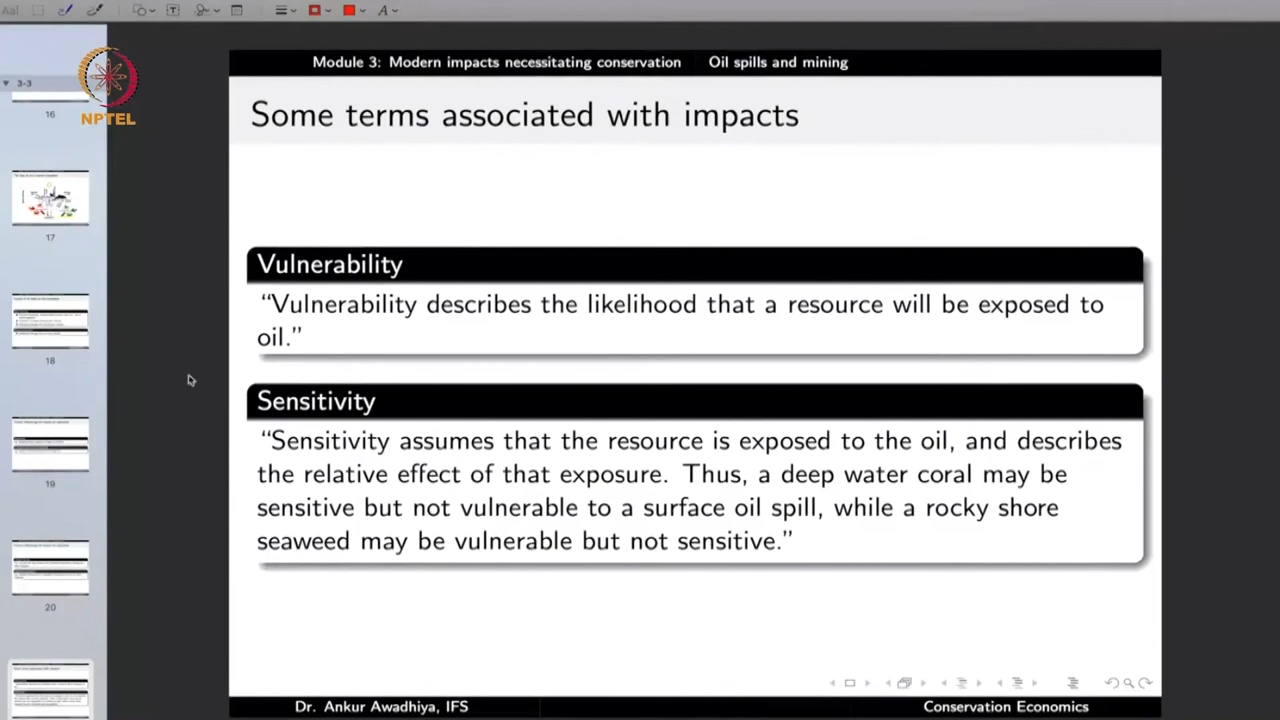 Module 3: Modern impacts necessitating conservation Oil spills and mining
3-3
16
NPTEL
Some terms associated with impacts
17
Vulnerability
“Vulnerability describes the likelihood that a resource will be exposed to
oil.”
18
Sensitivity
“Sensitivity assumes that the resource is exposed to the oil, and describes
the relative effect of that exposure. Thus, a deep water coral may be
sensitive but not vulnerable to a surface oil spill, while a rocky shore
seaweed may be vulnerable but not sensitive.”
19
20
Dr. Ankur Awadhiya, IFS Conservation Economics